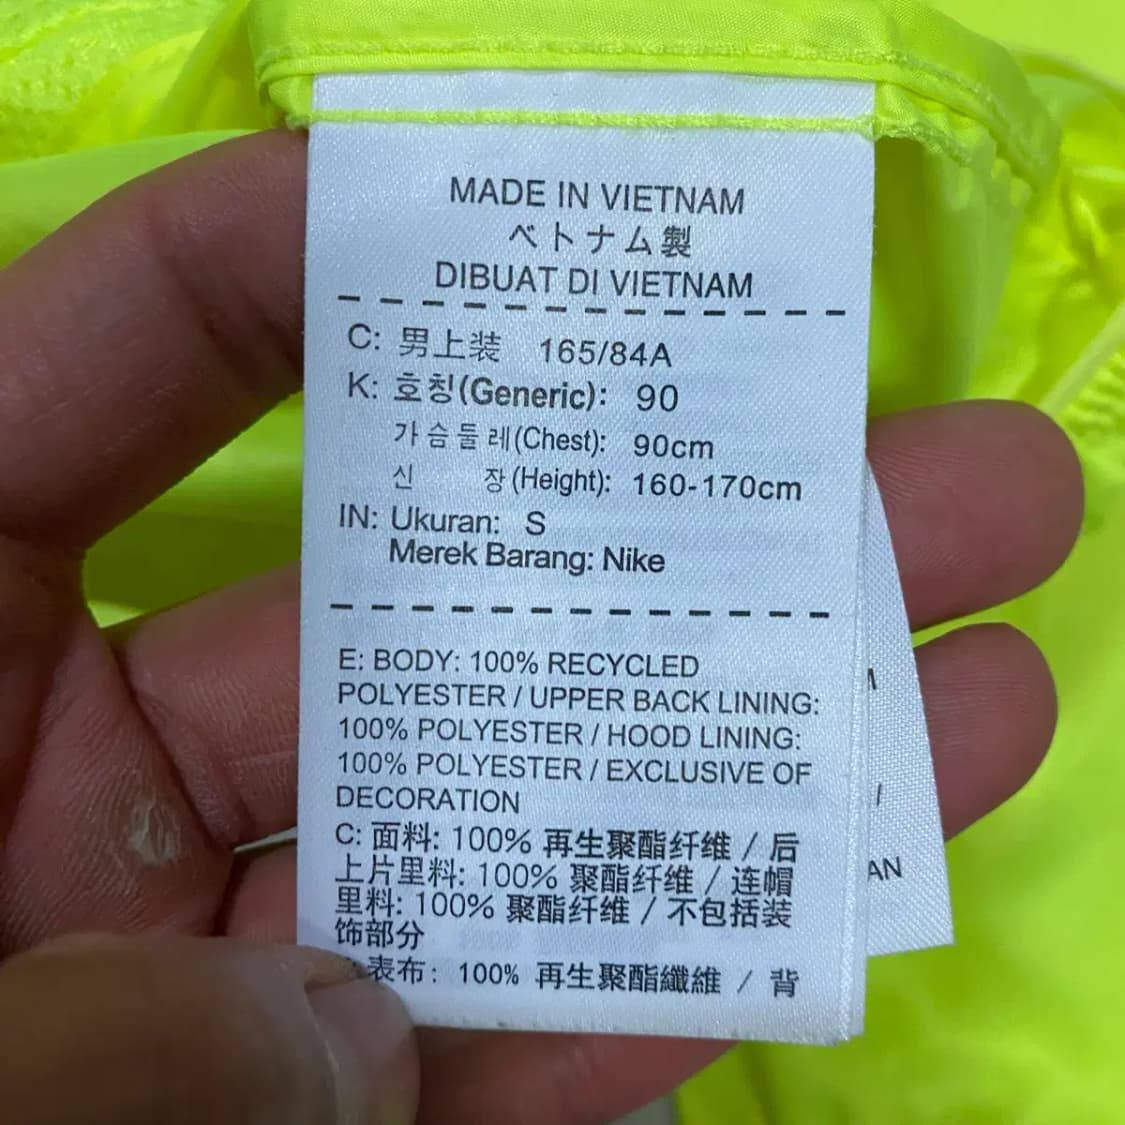 MADE IN VIETNAM
ベトナム製
DIBUAT DI VIETNAM
C: 男上装 165/84A
K: 호칭(Generic): 90
가슴둘레(Chest): 90cm
신 장(Height): 160-170cm
IN: Ukuran: S
Merek Barang: Nike
E: BODY: 100% RECYCLED
POLYESTER / UPPER BACK LINING:
100% POLYESTER / HOOD LINING:
100% POLYESTER / EXCLUSIVE OF
DECORATION
C: 面料: 100% 再生聚酯纤维 / 后
上片里料: 100% 聚酯纤维 / 连帽
里料: 100% 聚酯纤维 / 不包括装
饰部分
表布: 100% 再生聚酯纖維 / 背
AN